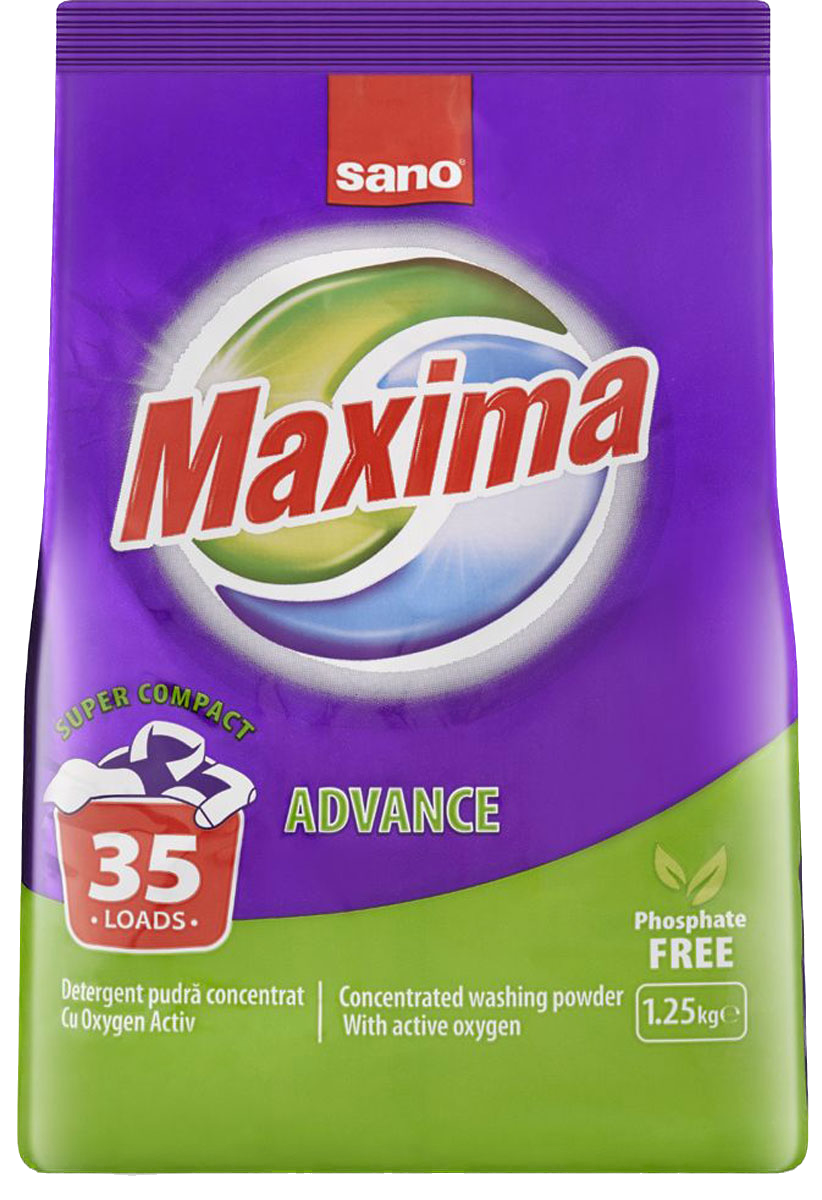 sano®
Maxima
SUPER COMPACT
35
• LOADS •
ADVANCE
Phosphate
FREE
Detergent pudră concentrat
Cu Oxygen Activ
Concentrated washing powder
With active oxygen
1.25kg℮